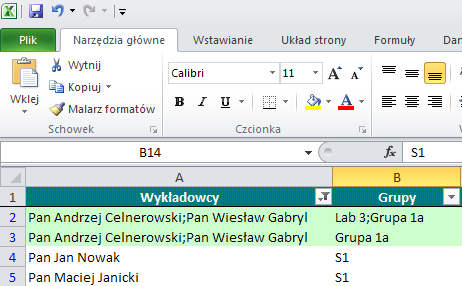 Plik Narzędzia główne Wstawianie Układ strony Formuły Dane
Wytnij
Kopiuj
Malarz formatów
Wklej
Schowek
Calibri 11 A A
B I U A
Czcionka
B14 fx S1
A B
1 Wykładowcy Grupy
2 Pan Andrzej Celnerowski;Pan Wiesław Gabryl Lab 3;Grupa 1a
3 Pan Andrzej Celnerowski;Pan Wiesław Gabryl Grupa 1a
4 Pan Jan Nowak S1
5 Pan Maciej Janicki S1